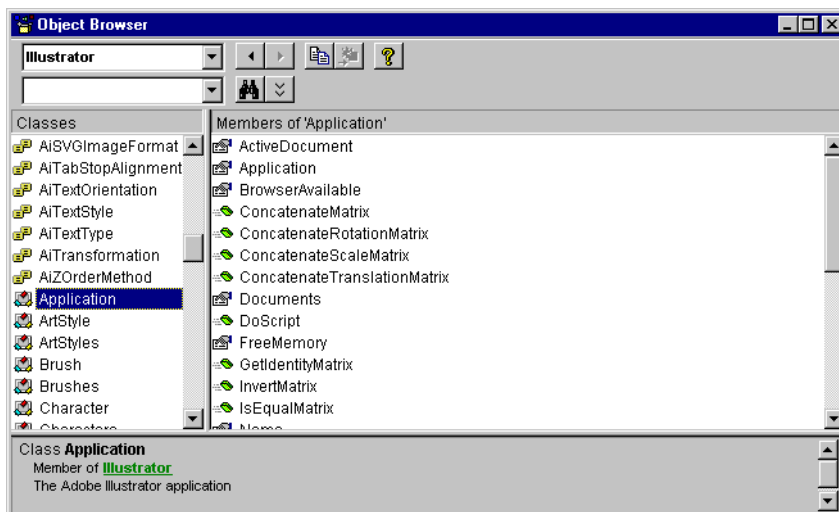 Object Browser
Illustrator
Classes
Members of 'Application'
AiSVGImageFormat
AiTabStopAlignment
AiTextOrientation
AiTextStyle
AiTextType
AiTransformation
AiZOrderMethod
Application
ArtStyle
ArtStyles
Brush
Brushes
Character
Characters
ActiveDocument
Application
BrowserAvailable
ConcatenateMatrix
ConcatenateRotationMatrix
ConcatenateScaleMatrix
ConcatenateTranslationMatrix
Documents
DoScript
FreeMemory
GetIdentityMatrix
InvertMatrix
IsEqualMatrix
Name
Class Application
Member of Illustrator
The Adobe Illustrator application